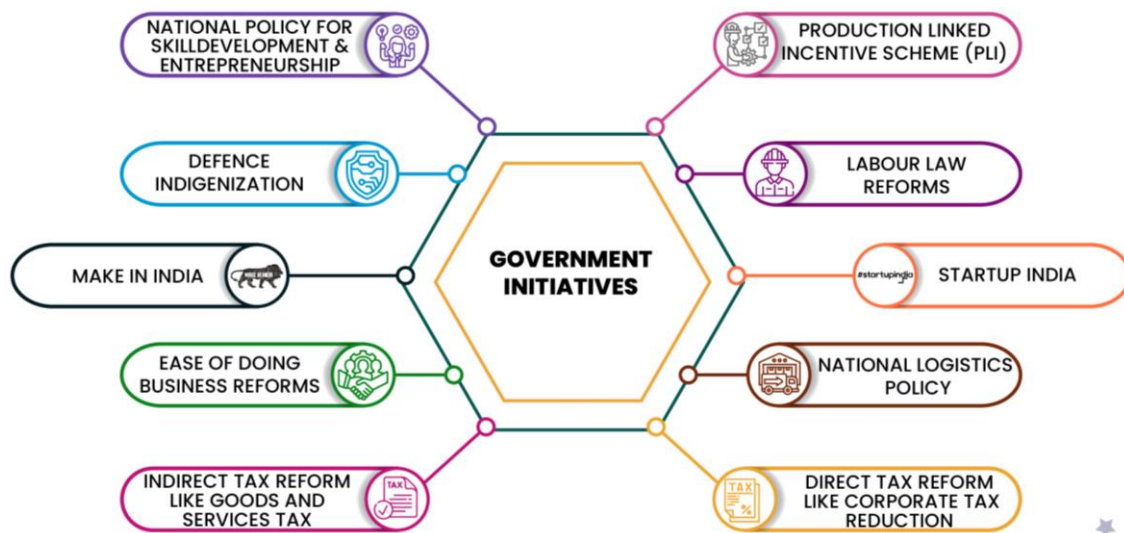 NATIONAL POLICY FOR
SKILLDEVELOPMENT &
ENTREPRENEURSHIP
PRODUCTION LINKED
INCENTIVE SCHEME (PLI)
DEFENCE
INDIGENIZATION
LABOUR LAW
REFORMS
MAKE IN INDIA
GOVERNMENT
INITIATIVES
#startupindia
STARTUP INDIA
EASE OF DOING
BUSINESS REFORMS
NATIONAL LOGISTICS
POLICY
INDIRECT TAX REFORM
LIKE GOODS AND
SERVICES TAX
TAX
TAX
%
DIRECT TAX REFORM
LIKE CORPORATE TAX
REDUCTION